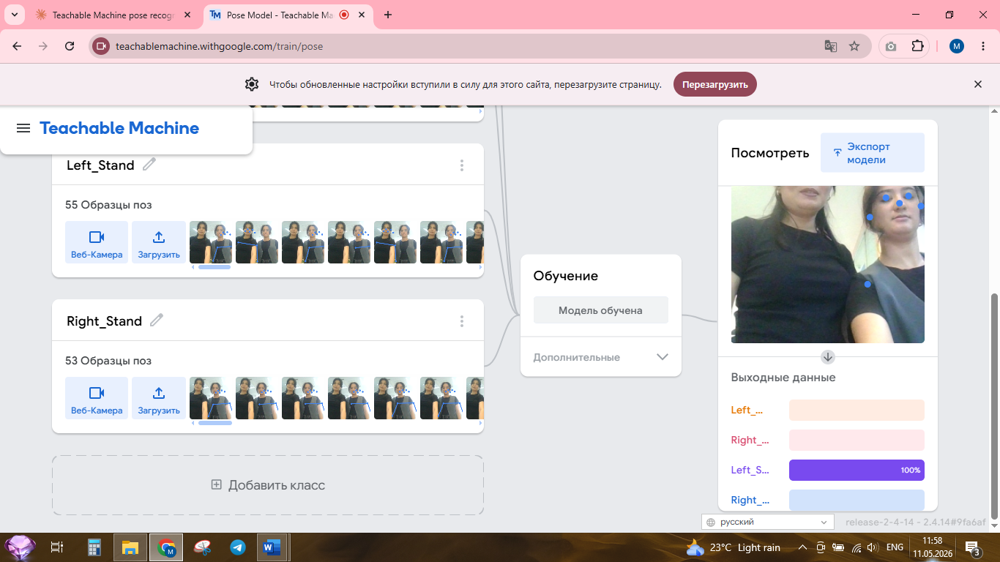 Teachable Machine pose recogn
Pose Model - Teachable Ma
teachablemachine.withgoogle.com/train/pose
M
Чтобы обновленные настройки вступили в силу для этого сайта, перезагрузите страницу.
Перезагрузить
Teachable Machine
Left_Stand
55 Образцы поз
Веб-Камера
Загрузить
Right_Stand
53 Образцы поз
Веб-Камера
Загрузить
Добавить класс
Обучение
Модель обучена
Дополнительные
Посмотреть
Экспорт
модели
Выходные данные
Left_...
Right_...
Left_S...
100%
Right_...
русский
release-2-4-14 - 2.4.14#9fa6af
23°C Light rain
ENG
11:58
11.05.2026
3